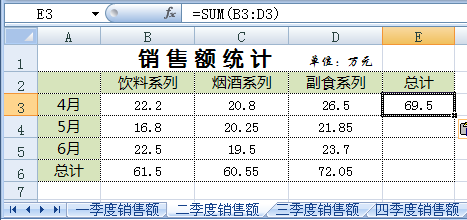 E3 fx =SUM(B3:D3)
A B C D E
1 销售额统计 单位：万元
2 饮料系列 烟酒系列 副食系列 总计
3 4月 22.2 20.8 26.5 69.5
4 5月 16.8 20.25 21.85
5 6月 22.5 19.5 23.7
6 总计 61.5 60.55 72.05
7
一季度销售额 二季度销售额 三季度销售额 四季度销售额